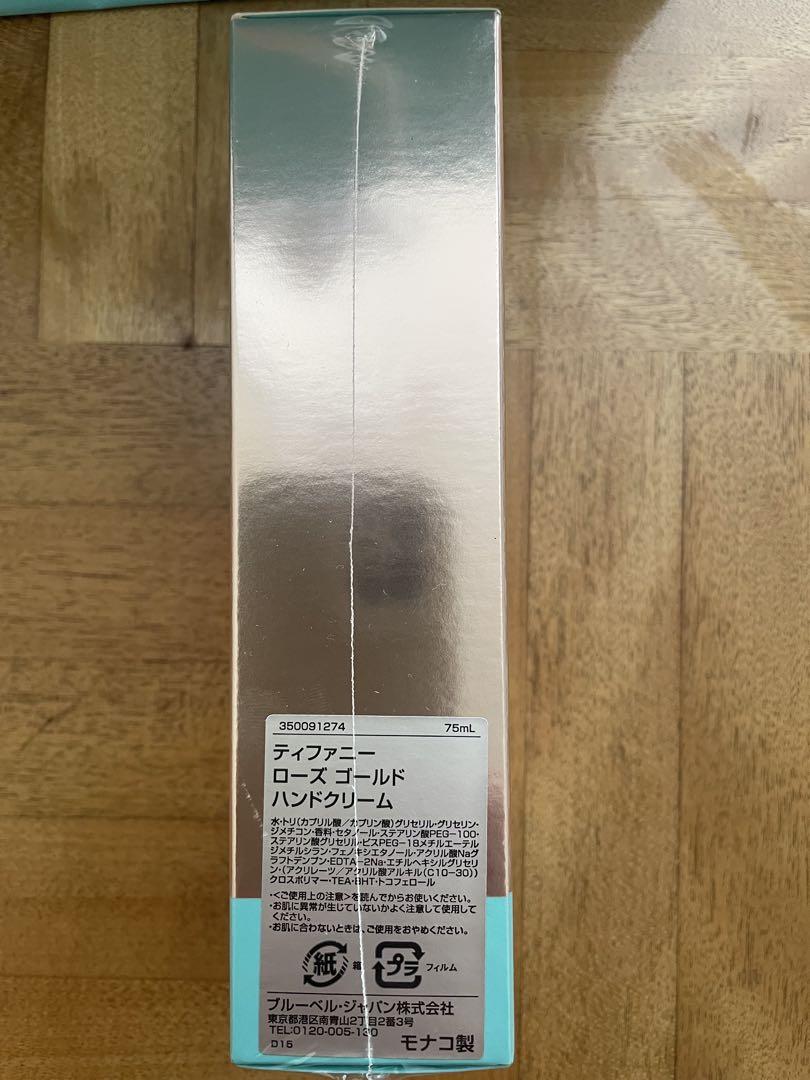 350091274 75mL
ティファニー
ローズ ゴールド
ハンドクリーム
水・トリ(カプリル酸/カプリン酸)グリセリル・グリセリン・
ジメチコン・香料・セタノール・ステアリン酸PEG-100・
ステアリン酸グリセリル・ビスPEG-18メチルエーテル
ジメチルシラン・フェノキシエタノール・アクリル酸Naグ
ラフトデンプン・EDTA-2Na・エチルヘキシルグリセリ
ン・(アクリレーツ/アクリル酸アルキル(C10-30))
クロスポリマー・TEA・BHT・トコフェロール
・<ご使用上の注意>を読んでからお使いください。
・お肌に異常が生じていないかよく注意して使用して
ください。
・お肌に合わないときは、ご使用をおやめください。
紙 箱 プラ フィルム
ブルーベル・ジャパン株式会社
東京都港区南青山2丁目2番3号
TEL:0120-005-130
D15 モナコ製